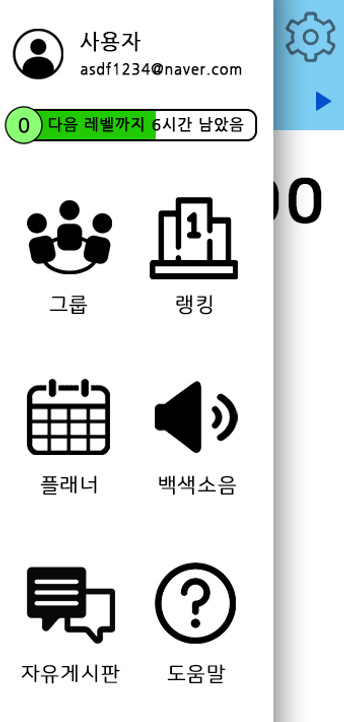 사용자
asdf1234@naver.com
0 다음 레벨까지 6시간 남았음
1
그룹 랭킹
플래너 백색소음
?
자유게시판 도움말